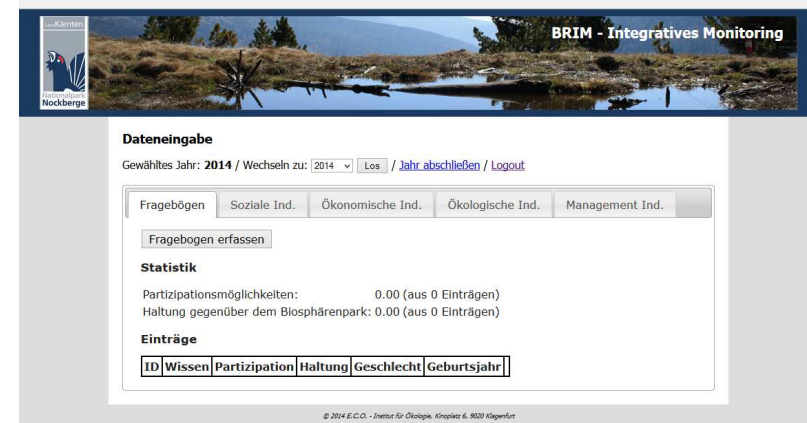 LandKärnten
BRIM - Integratives Monitoring
Nationalpark
Nockberge
Dateneingabe
Gewähltes Jahr: 2014 / Wechseln zu: 2014 Los / Jahr abschließen / Logout
Fragebögen Soziale Ind. Ökonomische Ind. Ökologische Ind. Management Ind.
Fragebogen erfassen
Statistik
Partizipationsmöglichkeiten: 0.00 (aus 0 Einträgen)
Haltung gegenüber dem Biosphärenpark: 0.00 (aus 0 Einträgen)
Einträge
ID Wissen Partizipation Haltung Geschlecht Geburtsjahr
© 2014 E.C.O. - Institut für Ökologie, Kinoplatz 6, 9020 Klagenfurt